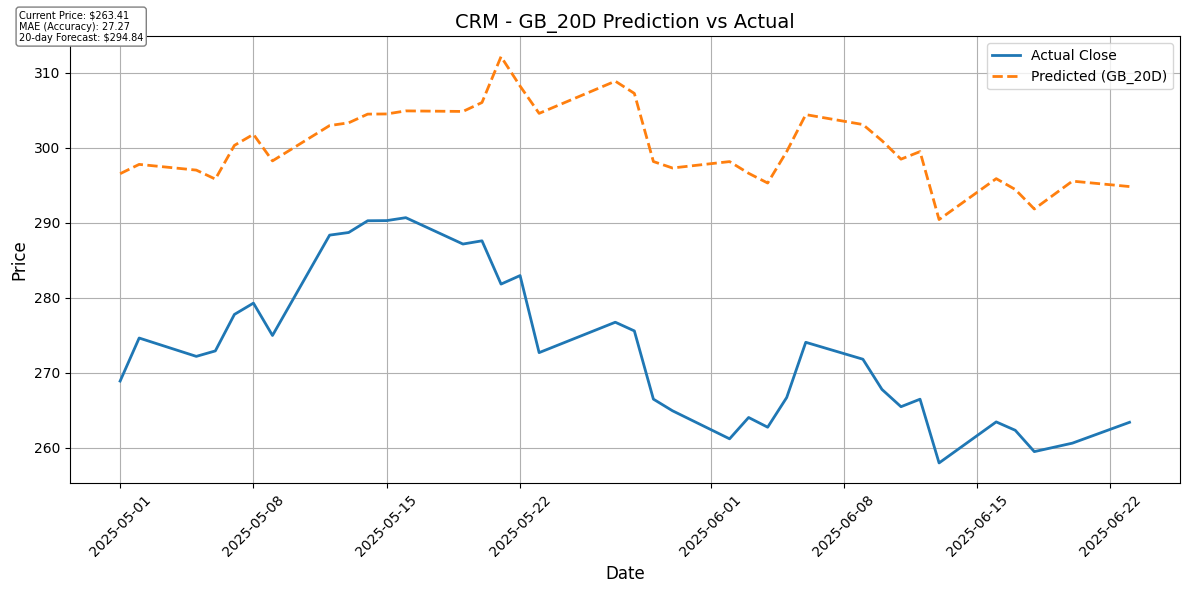 Current Price: $263.41
MAE (Accuracy): 27.27
20-day Forecast: $294.84
CRM - GB_20D Prediction vs Actual
Actual Close
Predicted (GB_20D)
310
300
290
280
270
260
Price
2025-05-01
2025-05-08
2025-05-15
2025-05-22
2025-06-01
2025-06-08
2025-06-15
2025-06-22
Date